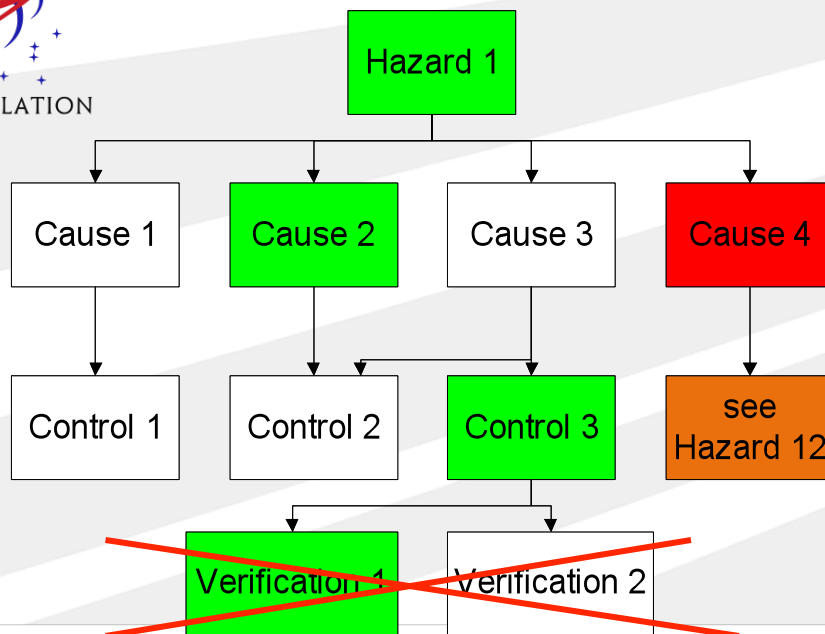 LATION
Hazard 1
Cause 1
Cause 2
Cause 3
Cause 4
Control 1
Control 2
Control 3
see
Hazard 12
Verification 1
Verification 2